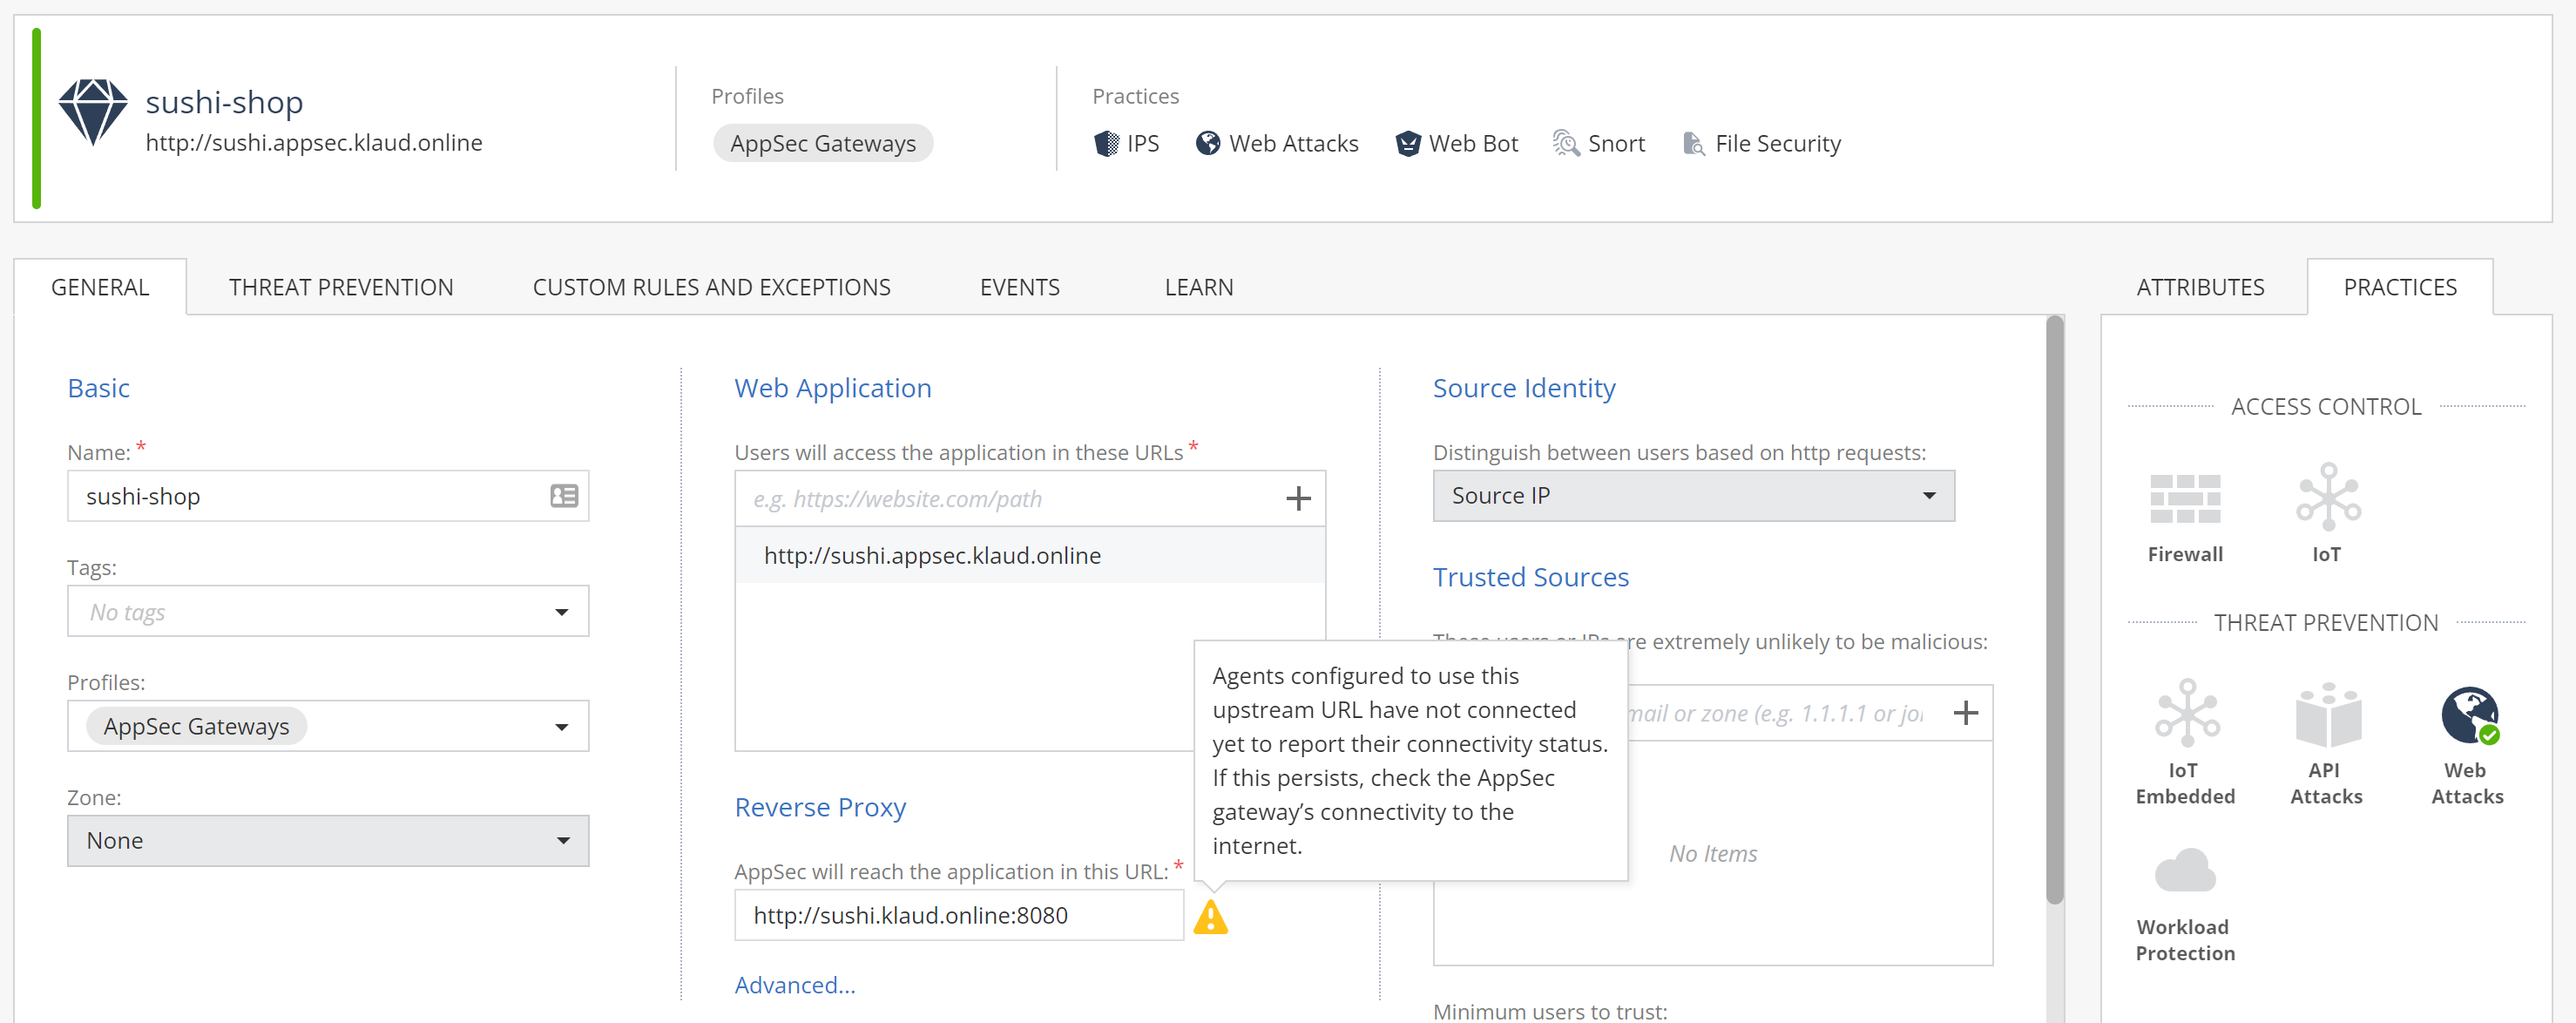 sushi-shop
http://sushi.appsec.klaud.online
Profiles
AppSec Gateways
Practices
IPS
Web Attacks
Web Bot
Snort
File Security
GENERAL
THREAT PREVENTION
CUSTOM RULES AND EXCEPTIONS
EVENTS
LEARN
ATTRIBUTES
PRACTICES
Basic
Name: *
sushi-shop
Tags:
No tags
Profiles:
AppSec Gateways
Zone:
None
Web Application
Users will access the application in these URLs *
e.g. https://website.com/path
http://sushi.appsec.klaud.online
Reverse Proxy
AppSec will reach the application in this URL: *
http://sushi.klaud.online:8080
Advanced...
Agents configured to use this
upstream URL have not connected
yet to report their connectivity status.
If this persists, check the AppSec
gateway’s connectivity to the
internet.
Source Identity
Distinguish between users based on http requests:
Source IP
Trusted Sources
These users or IPs are extremely unlikely to be malicious:
mail or zone (e.g. 1.1.1.1 or joh
No Items
Minimum users to trust:
ACCESS CONTROL
Firewall
IoT
THREAT PREVENTION
IoT
Embedded
API
Attacks
Web
Attacks
Workload
Protection